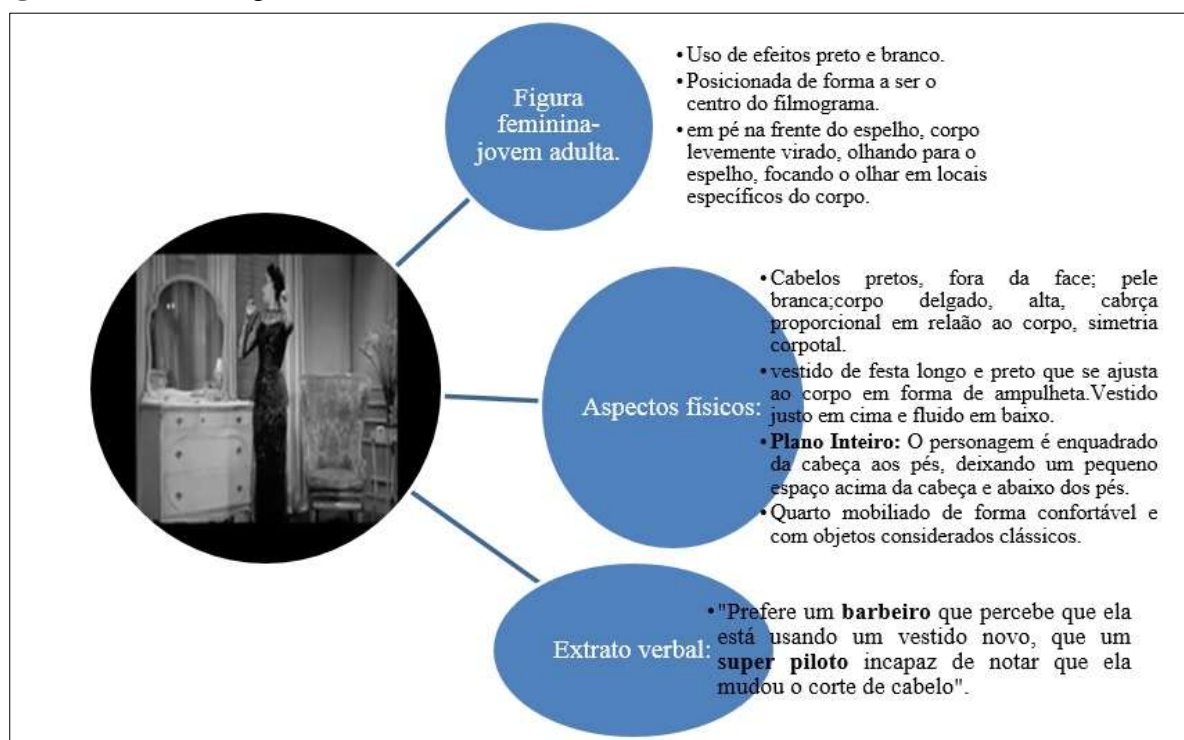 Figura
feminina-
jovem adulta.
•Uso de efeitos preto e branco.
•Posicionada de forma a ser o
centro do filmograma.
•em pé na frente do espelho, corpo
levemente virado, olhando para o
espelho, focando o olhar em locais
específicos do corpo.
Aspectos físicos:
•Cabelos pretos, fora da face; pele
branca;corpo delgado, alta, cabrça
proporcional em relaão ao corpo, simetria
corpotal.
•vestido de festa longo e preto que se ajusta
ao corpo em forma de ampulheta.Vestido
justo em cima e fluido em baixo.
•Plano Inteiro: O personagem é enquadrado
da cabeça aos pés, deixando um pequeno
espaço acima da cabeça e abaixo dos pés.
•Quarto mobiliado de forma confortável e
com objetos considerados clássicos.
Extrato verbal:
•"Prefere um barbeiro que percebe que ela
está usando um vestido novo, que um
super piloto incapaz de notar que ela
mudou o corte de cabelo".